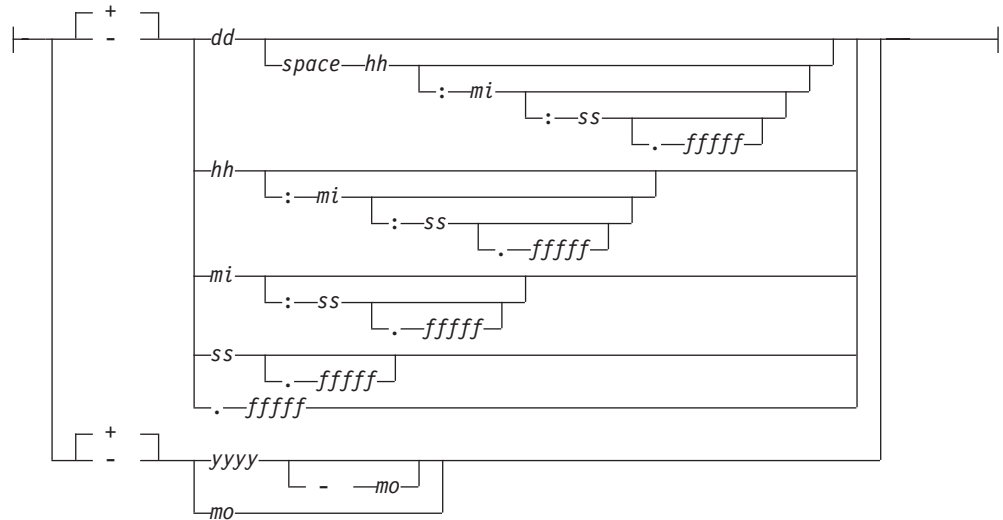 +
- dd
space hh
: mi
: ss
. fffff
hh
: mi
: ss
. fffff
mi
: ss
. fffff
ss
. fffff
. fffff
+
- yyyy
- mo
mo